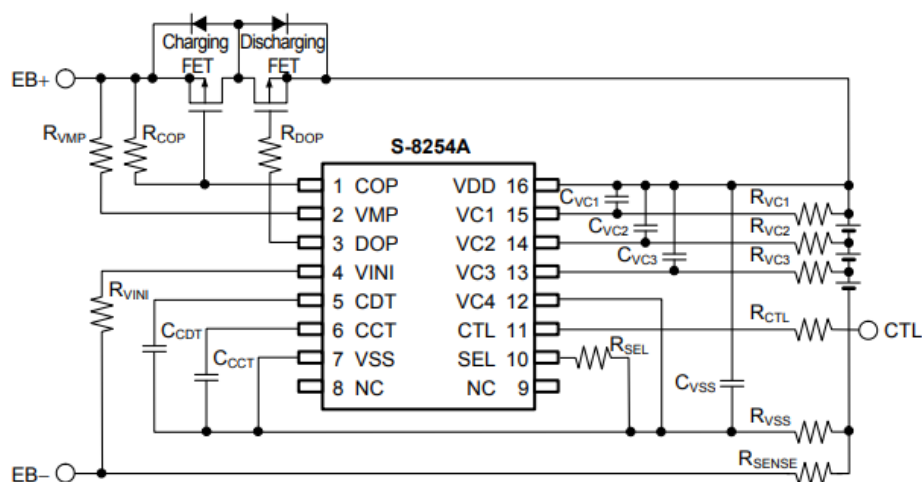 Charging
FET
Discharging
FET
EB+
RVMP
RCOP
RDOP
S-8254A
1 COP
2 VMP
3 DOP
4 VINI
5 CDT
6 CCT
7 VSS
8 NC
VDD 16
VC1 15
VC2 14
VC3 13
VC4 12
CTL 11
SEL 10
NC 9
CVC1
CVC2
CVC3
RVC1
RVC2
RVC3
RVINI
CCDT
CCCT
RSEL
RCTL
CTL
CVSS
RVSS
RSENSE
EB−